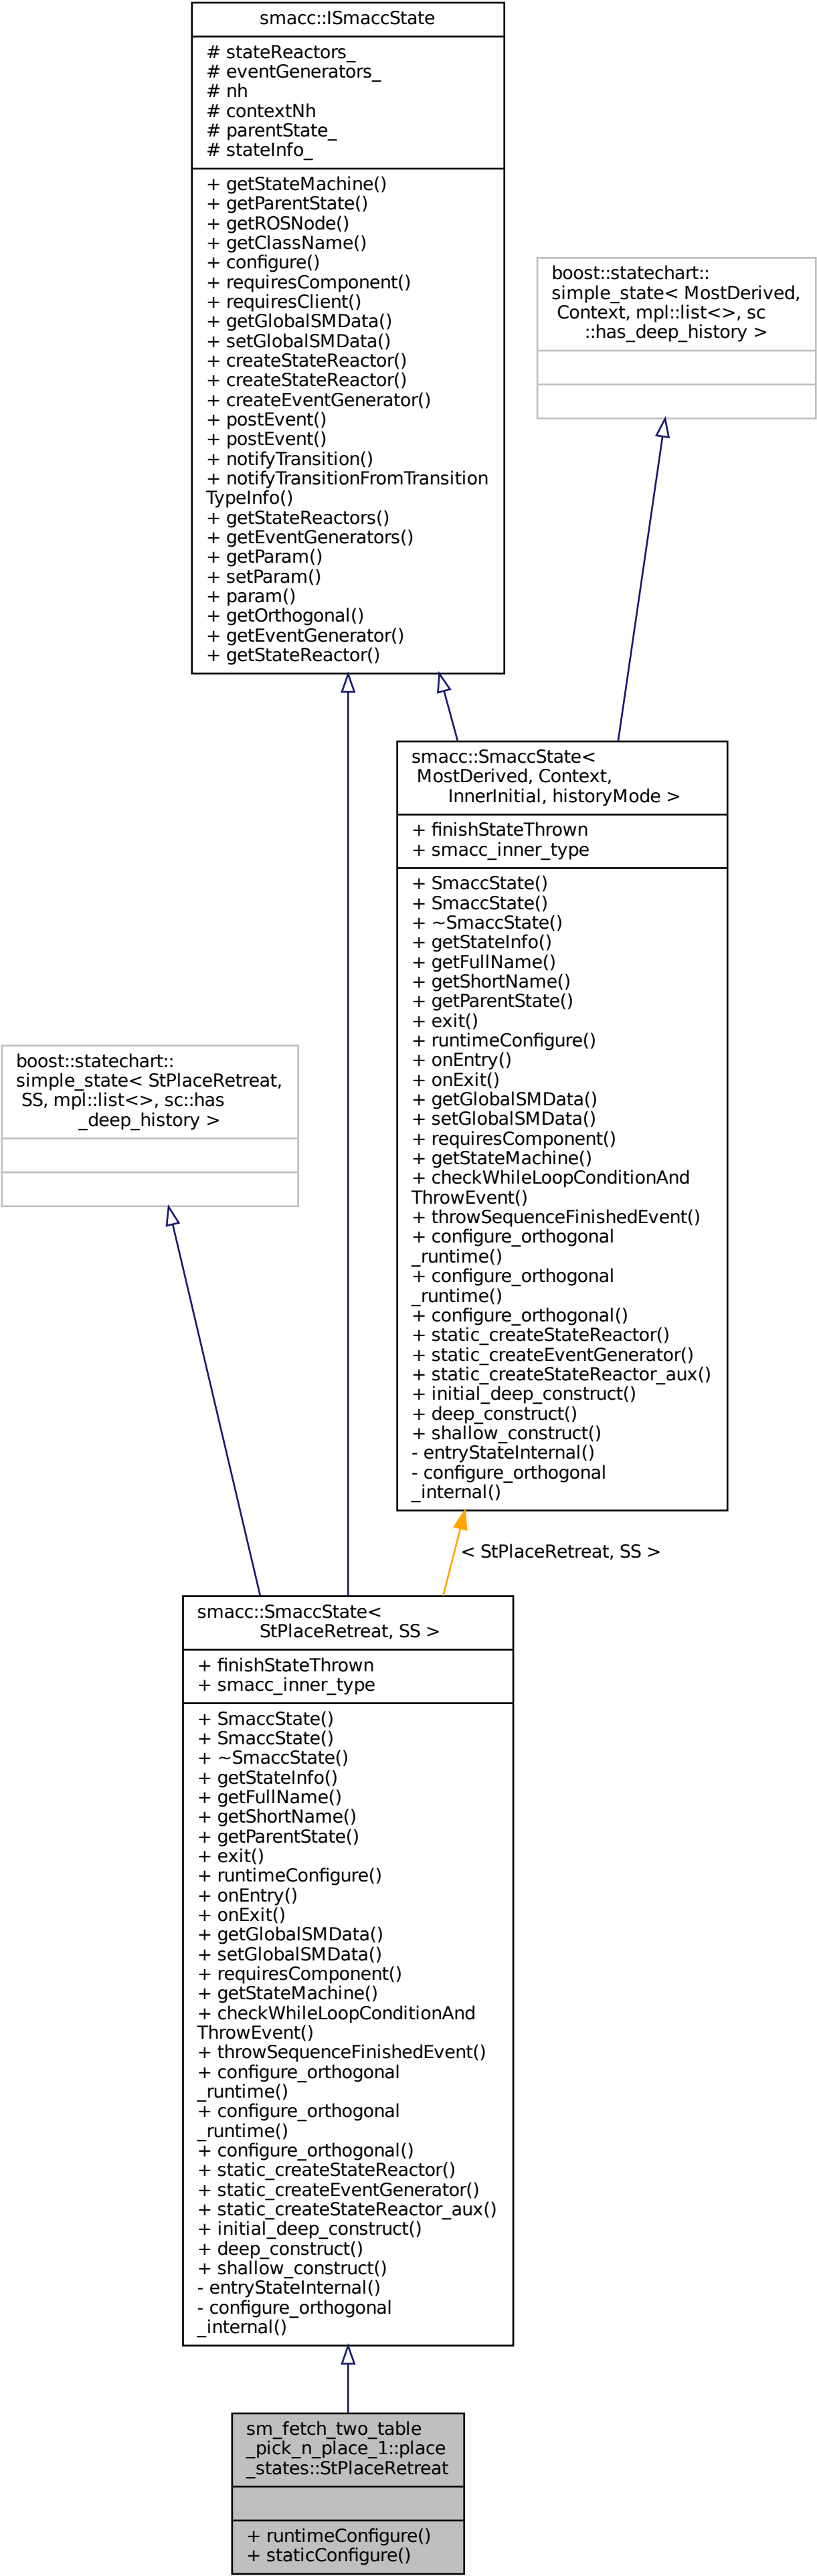 smacc::ISmaccState
# stateReactors_
# eventGenerators_
# nh
# contextNh
# parentState_
# stateInfo_
+ getStateMachine()
+ getParentState()
+ getROSNode()
+ getClassName()
+ configure()
+ requiresComponent()
+ requiresClient()
+ getGlobalSMData()
+ setGlobalSMData()
+ createStateReactor()
+ createStateReactor()
+ createEventGenerator()
+ postEvent()
+ postEvent()
+ notifyTransition()
+ notifyTransitionFromTransition
TypeInfo()
+ getStateReactors()
+ getEventGenerators()
+ getParam()
+ setParam()
+ param()
+ getOrthogonal()
+ getEventGenerator()
+ getStateReactor()
boost::statechart::
simple_state< MostDerived,
Context, mpl::list<>, sc
::has_deep_history >
smacc::SmaccState<
MostDerived, Context,
InnerInitial, historyMode >
+ finishStateThrown
+ smacc_inner_type
+ SmaccState()
+ SmaccState()
+ ~SmaccState()
+ getStateInfo()
+ getFullName()
+ getShortName()
+ getParentState()
+ exit()
+ runtimeConfigure()
+ onEntry()
+ onExit()
+ getGlobalSMData()
+ setGlobalSMData()
+ requiresComponent()
+ getStateMachine()
+ checkWhileLoopConditionAnd
ThrowEvent()
+ throwSequenceFinishedEvent()
+ configure_orthogonal
_runtime()
+ configure_orthogonal
_runtime()
+ configure_orthogonal()
+ static_createStateReactor()
+ static_createEventGenerator()
+ static_createStateReactor_aux()
+ initial_deep_construct()
+ deep_construct()
+ shallow_construct()
- entryStateInternal()
- configure_orthogonal
_internal()
boost::statechart::
simple_state< StPlaceRetreat,
SS, mpl::list<>, sc::has
_deep_history >
< StPlaceRetreat, SS >
smacc::SmaccState<
StPlaceRetreat, SS >
+ finishStateThrown
+ smacc_inner_type
+ SmaccState()
+ SmaccState()
+ ~SmaccState()
+ getStateInfo()
+ getFullName()
+ getShortName()
+ getParentState()
+ exit()
+ runtimeConfigure()
+ onEntry()
+ onExit()
+ getGlobalSMData()
+ setGlobalSMData()
+ requiresComponent()
+ getStateMachine()
+ checkWhileLoopConditionAnd
ThrowEvent()
+ throwSequenceFinishedEvent()
+ configure_orthogonal
_runtime()
+ configure_orthogonal
_runtime()
+ configure_orthogonal()
+ static_createStateReactor()
+ static_createEventGenerator()
+ static_createStateReactor_aux()
+ initial_deep_construct()
+ deep_construct()
+ shallow_construct()
- entryStateInternal()
- configure_orthogonal
_internal()
sm_fetch_two_table
_pick_n_place_1::place
_states::StPlaceRetreat
+ runtimeConfigure()
+ staticConfigure()